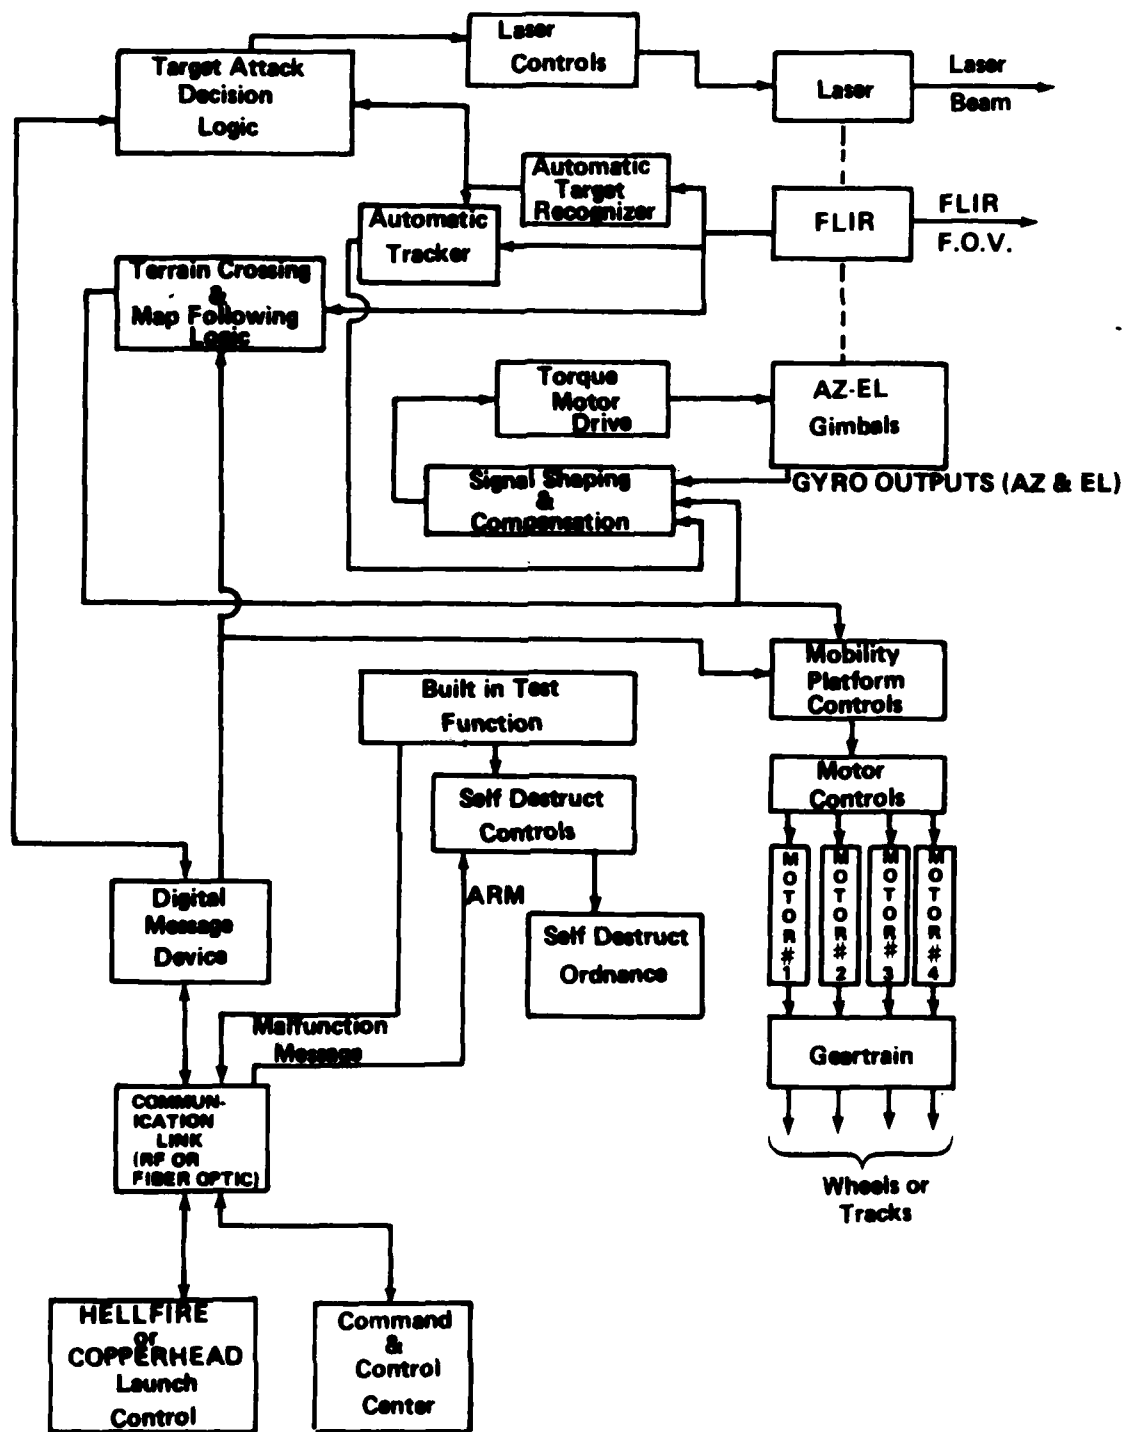 Laser
Controls
Target Attack
Decision
Logic
Laser
Laser
Beam
Automatic
Target
Recognizer
FLIR
FLIR
F.O.V.
Automatic
Tracker
Terrain Crossing
&
Map Following
Logic
Torque
Motor
Drive
AZ-EL
Gimbals
Signal Shaping
&
Compensation
GYRO OUTPUTS (AZ & EL)
Mobility
Platform
Controls
Built in Test
Function
Motor
Controls
Self Destruct
Controls
MOTOR#1
MOTOR#2
MOTOR#3
MOTOR#4
Digital
Message
Device
ARM
Self Destruct
Ordnance
Malfunction
Message
Geartrain
COMMUN-
ICATION
LINK
(RF OR
FIBER OPTIC)
Wheels or
Tracks
HELLFIRE
or
COPPERHEAD
Launch
Control
Command
&
Control
Center